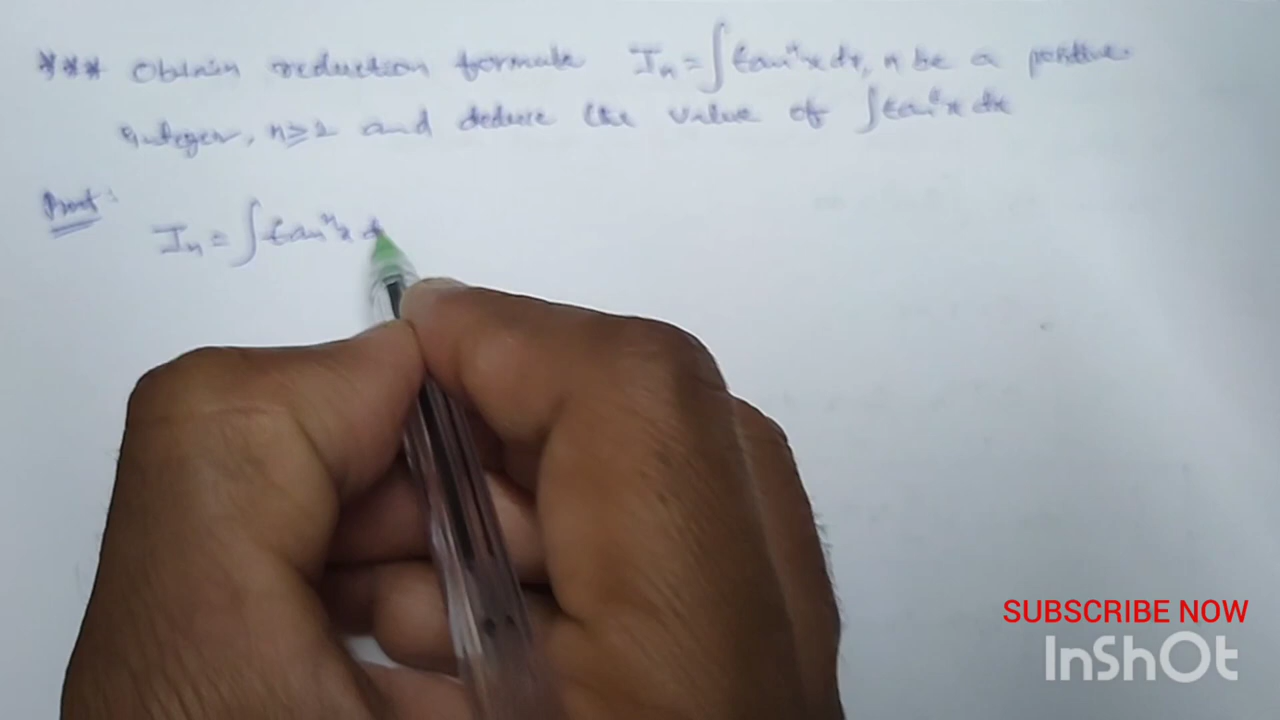 *** Obtain reduction formula Iₙ = ∫tanⁿx dx, n be a positive
integer, n≥2 and deduce the value of ∫tan⁶x dx
Proof:
Iₙ = ∫tanⁿx d
SUBSCRIBE NOW
InShOt